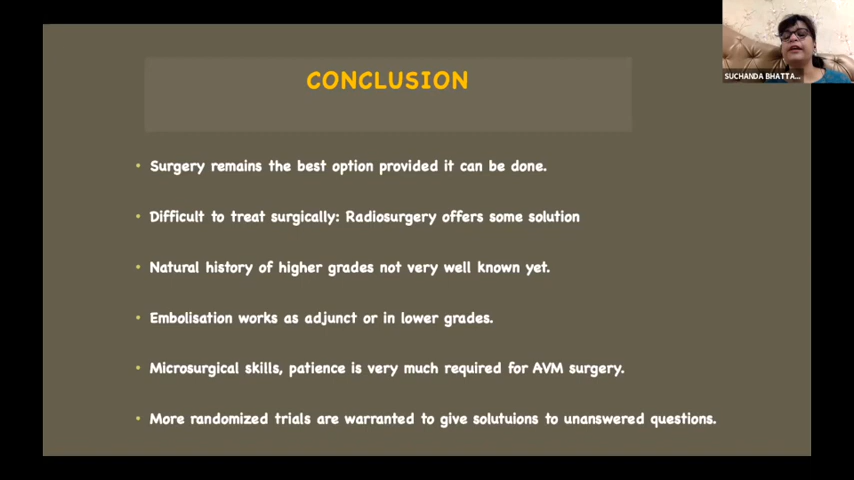 CONCLUSION
SUCHANDA BHATTA...
• Surgery remains the best option provided it can be done.
• Difficult to treat surgically: Radiosurgery offers some solution
• Natural history of higher grades not very well known yet.
• Embolisation works as adjunct or in lower grades.
• Microsurgical skills, patience is very much required for AVM surgery.
• More randomized trials are warranted to give solutuions to unanswered questions.